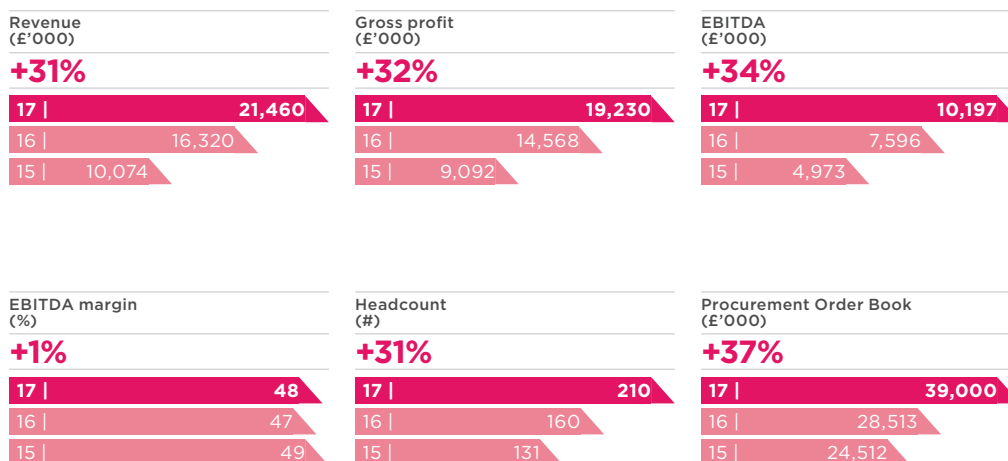 Revenue
(£’000)
+31%
17 | 21,460
16 | 16,320
15 | 10,074
Gross profit
(£’000)
+32%
17 | 19,230
16 | 14,568
15 | 9,092
EBITDA
(£’000)
+34%
17 | 10,197
16 | 7,596
15 | 4,973
EBITDA margin
(%)
+1%
17 | 48
16 | 47
15 | 49
Headcount
(#)
+31%
17 | 210
16 | 160
15 | 131
Procurement Order Book
(£’000)
+37%
17 | 39,000
16 | 28,513
15 | 24,512